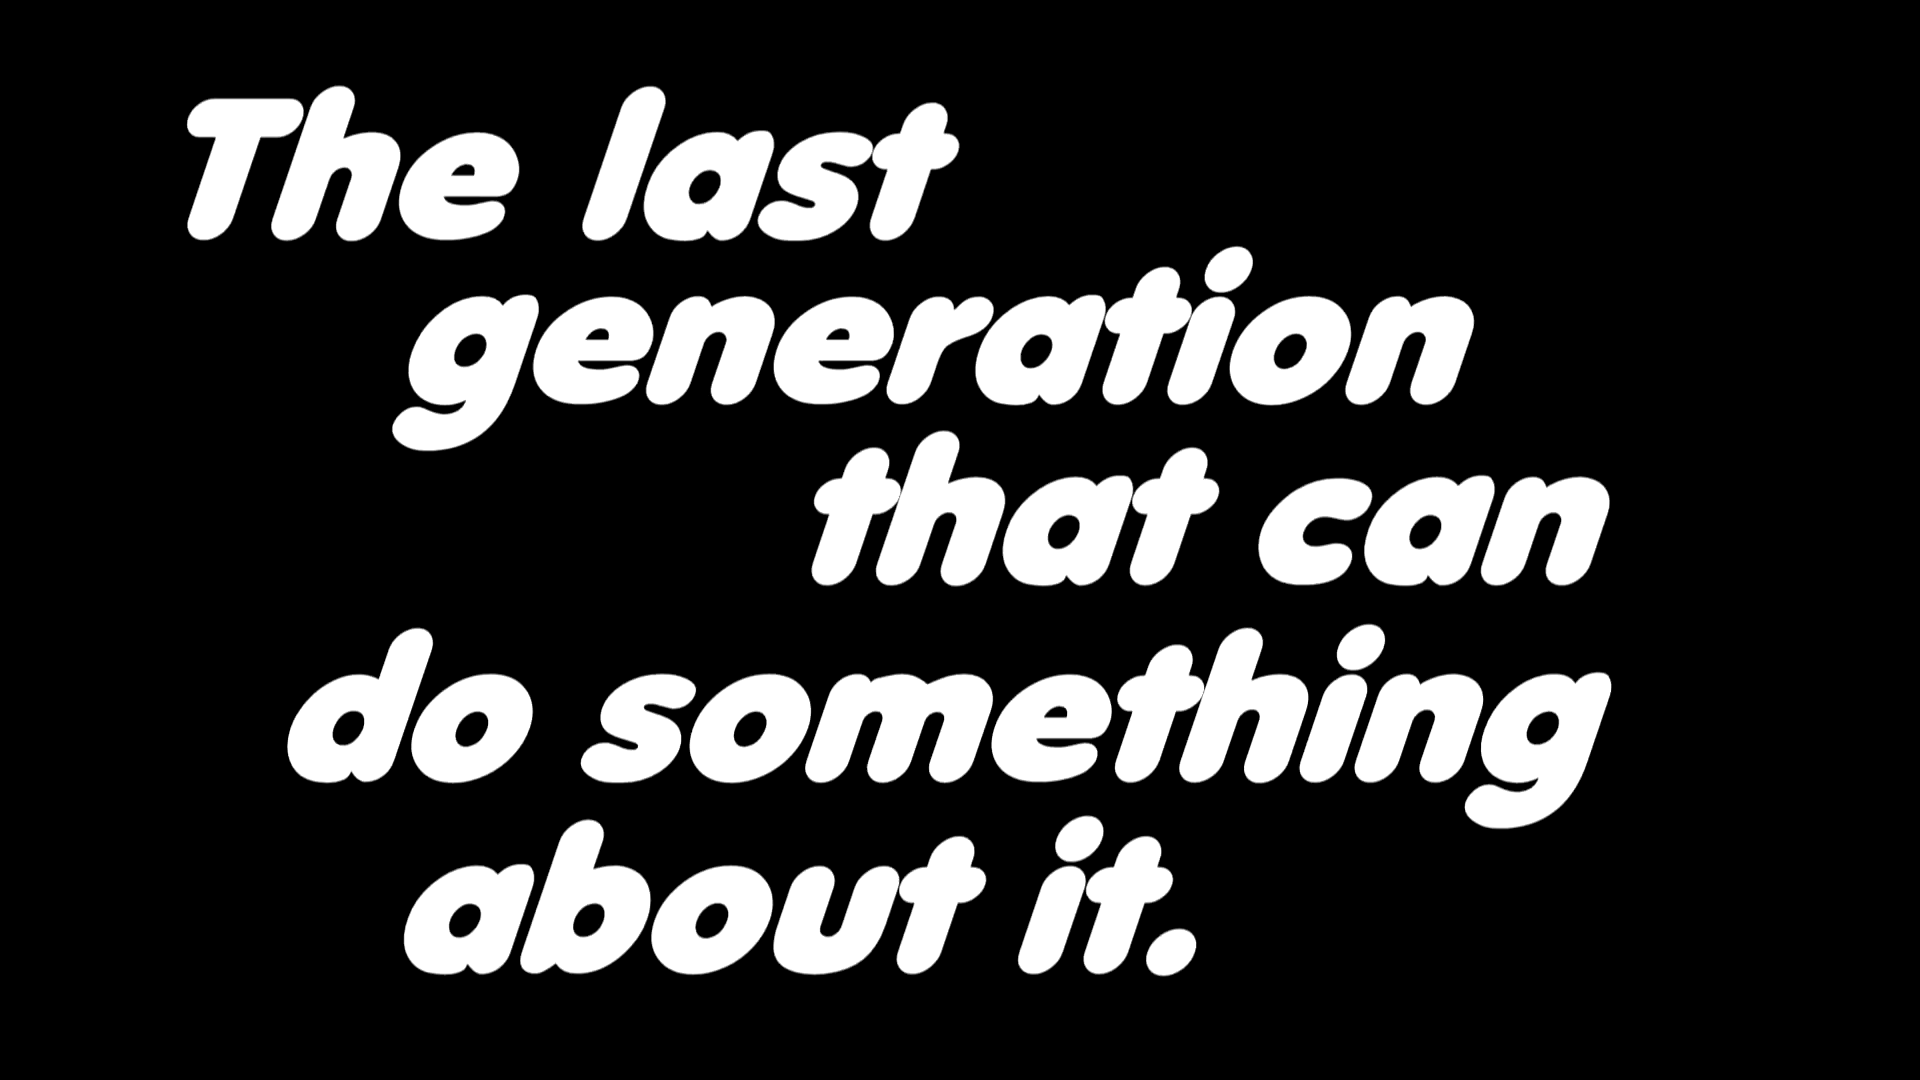 The last
generation
that can
do something
about it.